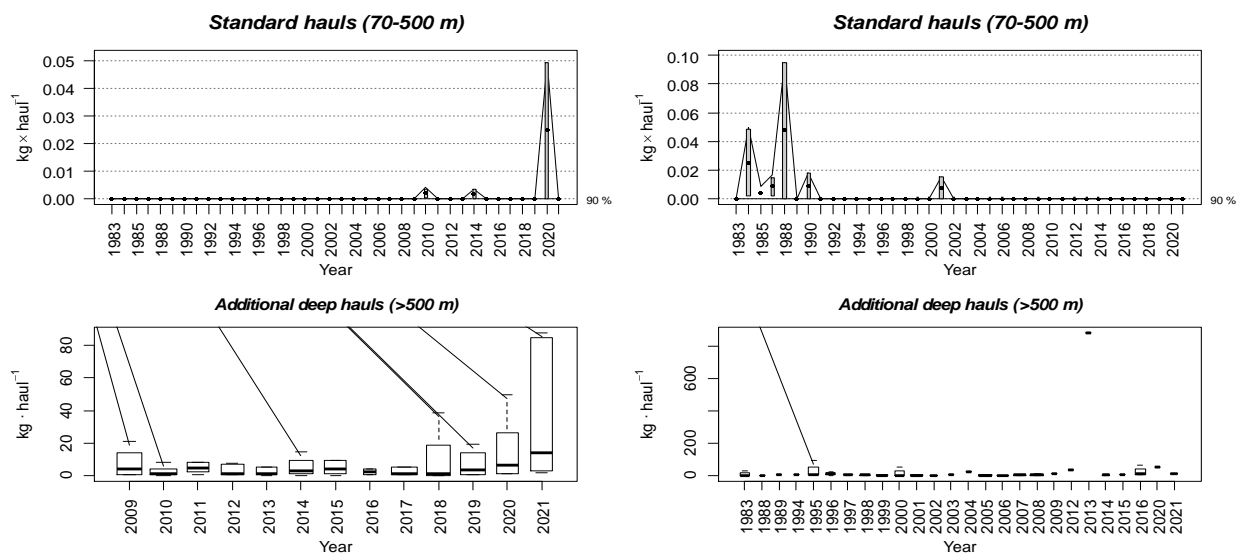 Standard hauls (70-500 m)
kg × haul⁻¹
0.05
0.04
0.03
0.02
0.01
0.00
90 %
1983 1985 1988 1990 1992 1994 1996 1998 2000 2002 2004 2006 2008 2010 2012 2014 2016 2018 2020
Year
Standard hauls (70-500 m)
kg × haul⁻¹
0.10
0.08
0.06
0.04
0.02
0.00
90 %
1983 1985 1988 1990 1992 1994 1996 1998 2000 2002 2004 2006 2008 2010 2012 2014 2016 2018 2020
Year
Additional deep hauls (>500 m)
kg · haul⁻¹
80
60
40
20
0
2009 2010 2011 2012 2013 2014 2015 2016 2017 2018 2019 2020 2021
Year
Additional deep hauls (>500 m)
kg · haul⁻¹
600
200
0
1983 1988 1989 1994 1995 1996 1997 1998 1999 2000 2001 2002 2003 2004 2005 2006 2007 2008 2009 2012 2013 2014 2015 2016 2020 2021
Year